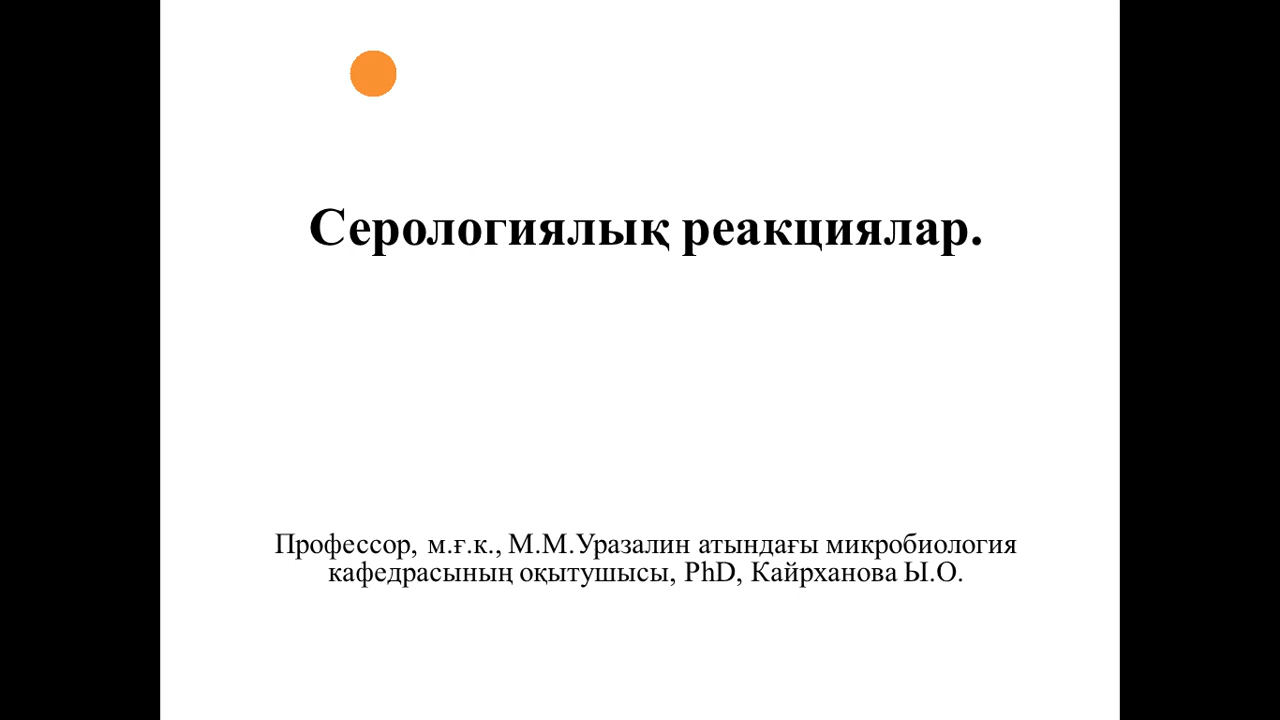 Серологиялық реакциялар.
Профессор, м.ғ.к., М.М.Уразалин атындағы микробиология
кафедрасының оқытушысы, PhD, Кайрханова Ы.О.